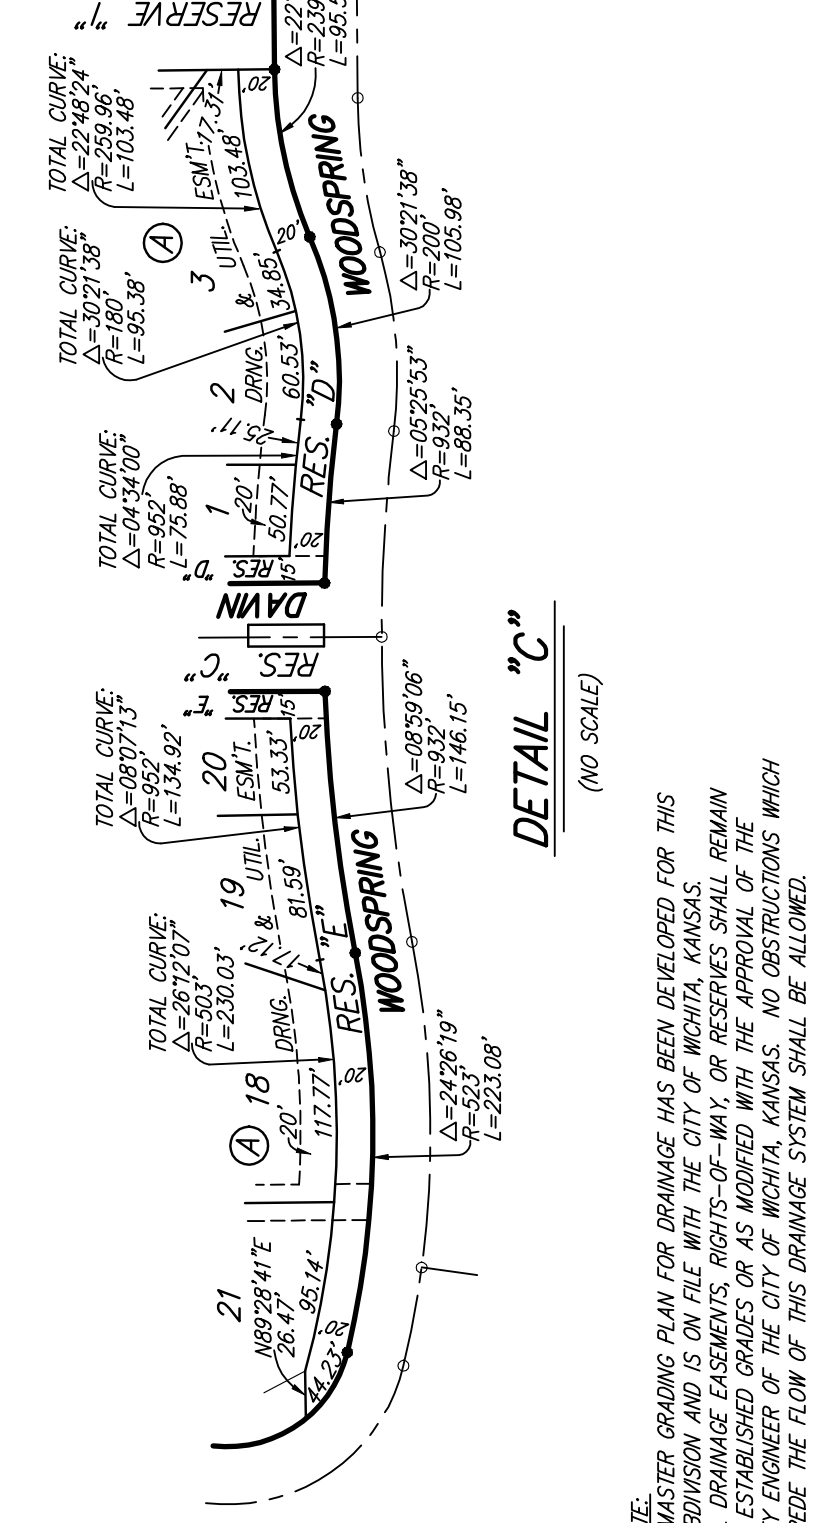 RESERVE "1"
△=22°
R=239
L=95.5
TOTAL CURVE:
△=22°48'24"
R=259.96'
L=103.48'
17.31'
20'
ESM'T.
103.48'
WOODSPRING
A
TOTAL CURVE:
△=30°21'38"
R=180'
L=95.38'
3
UTIL.
&
34.85'
20'
△=30°21'38"
R=200'
L=105.98'
2
DRNG.
60.53'
RES. "D"
25.11'
TOTAL CURVE:
△=04°34'00"
R=952'
L=75.88'
1
20'
50.77'
20'
△=05°25'53"
R=932'
L=88.35'
RES. "D"
15'
DAVIN
RES. "C"
RES. "E"
15'
TOTAL CURVE:
△=08°07'13"
R=952'
L=134.92'
20
ESM'T.
53.33'
20'
△=08°59'06"
R=932'
L=146.15'
19
UTIL.
&
81.59'
17.12'
RES. "E"
WOODSPRING
TOTAL CURVE:
△=26°12'07"
R=503'
L=230.03'
DRNG.
A
18
20'
117.77'
20'
△=24°26'19"
R=523'
L=223.08'
21
N89°28'41"E
26.47'
95.14'
20'
44.23'
DETAIL "C"
(NO SCALE)
TE:
MASTER GRADING PLAN FOR DRAINAGE HAS BEEN DEVELOPED FOR THIS
BDIVISION AND IS ON FILE WITH THE CITY OF WICHITA, KANSAS.
. DRAINAGE EASEMENTS, RIGHTS-OF-WAY, OR RESERVES SHALL REMAIN
ESTABLISHED GRADES OR AS MODIFIED WITH THE APPROVAL OF THE
Y ENGINEER OF THE CITY OF WICHITA, KANSAS. NO OBSTRUCTIONS WHICH
PEDE THE FLOW OF THIS DRAINAGE SYSTEM SHALL BE ALLOWED.